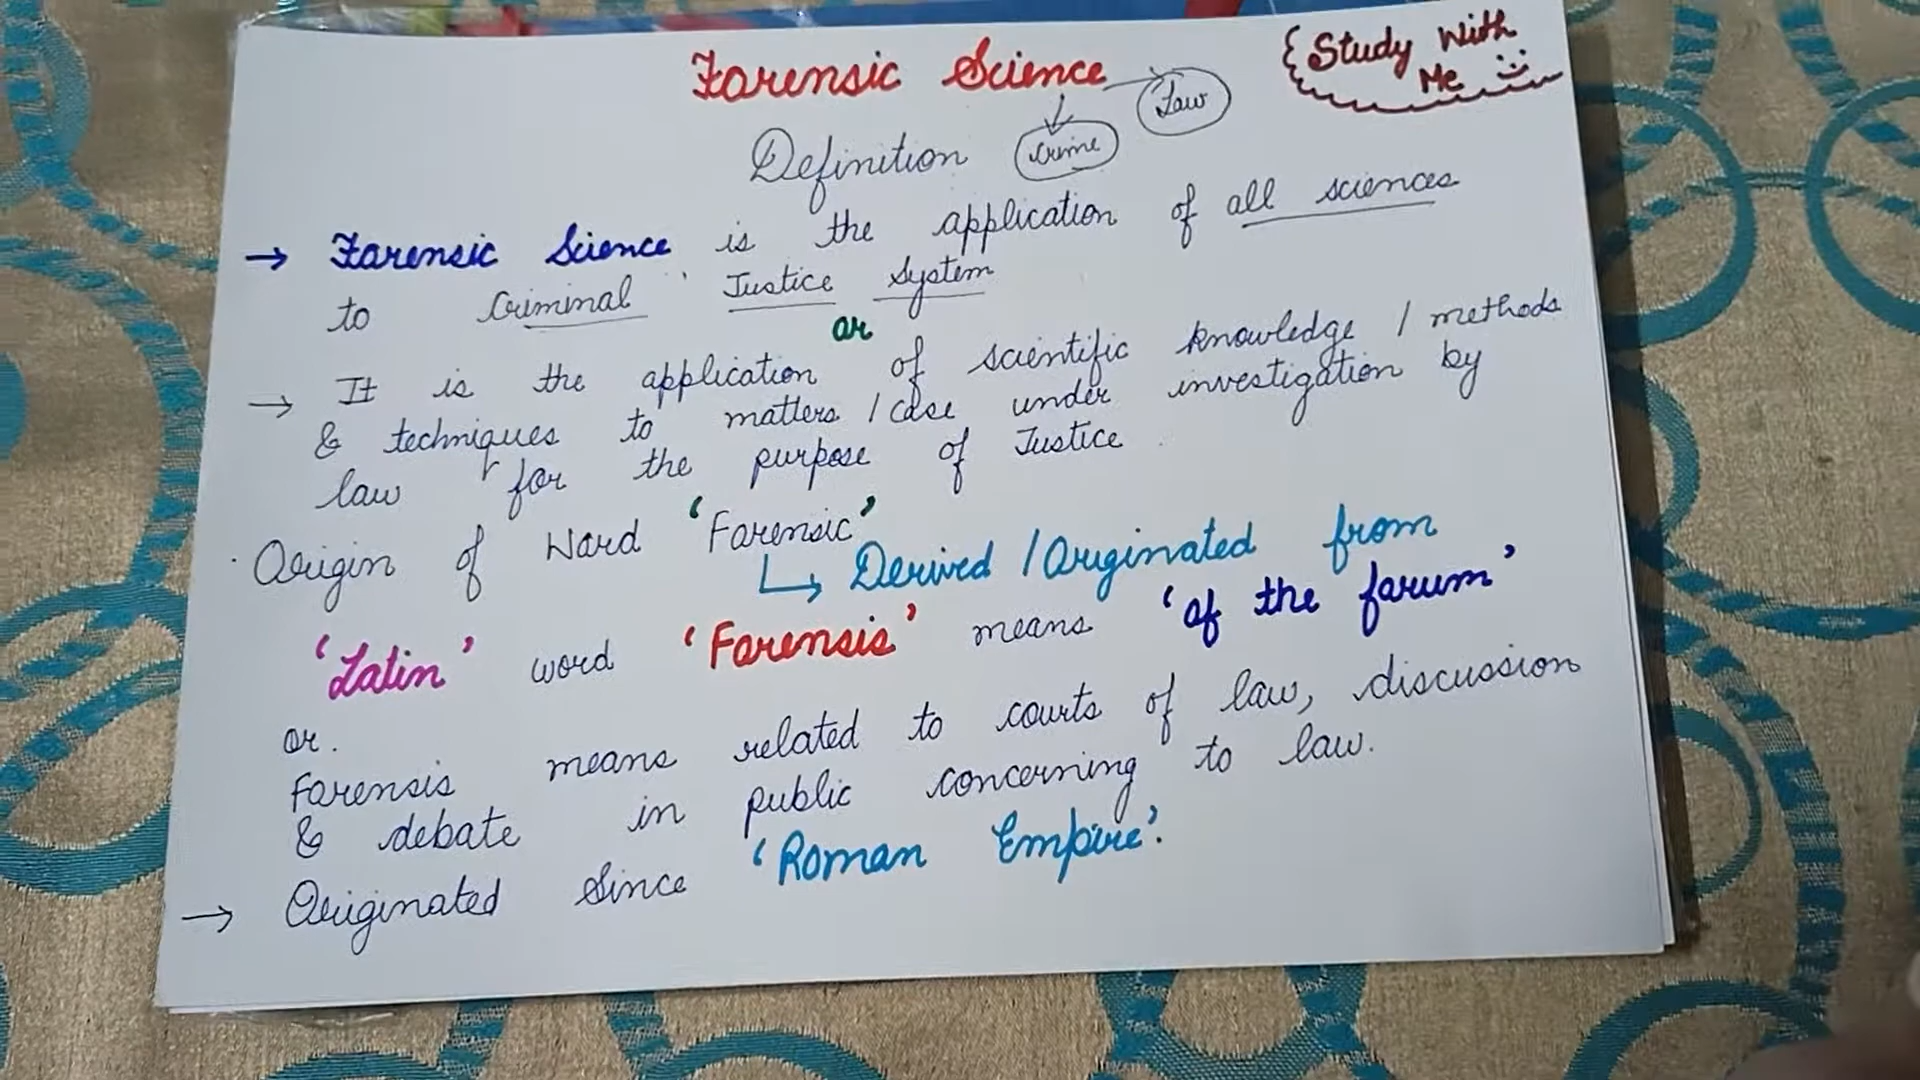 Forensic Science
Law
Study With
Me
Definition
Crime
→ Forensic Science is the application of all sciences
to Criminal Justice System
or
→ It is the application of scientific knowledge / methods
& techniques to matters / case under investigation by
law for the purpose of Justice
Origin of Word 'Forensic'
Derived / Originated from
'Latin' word 'Forensis' means 'of the forum'
or.
Forensis means related to courts of law, discussion
& debate in public concerning to law.
→ Originated Since 'Roman Empire'.